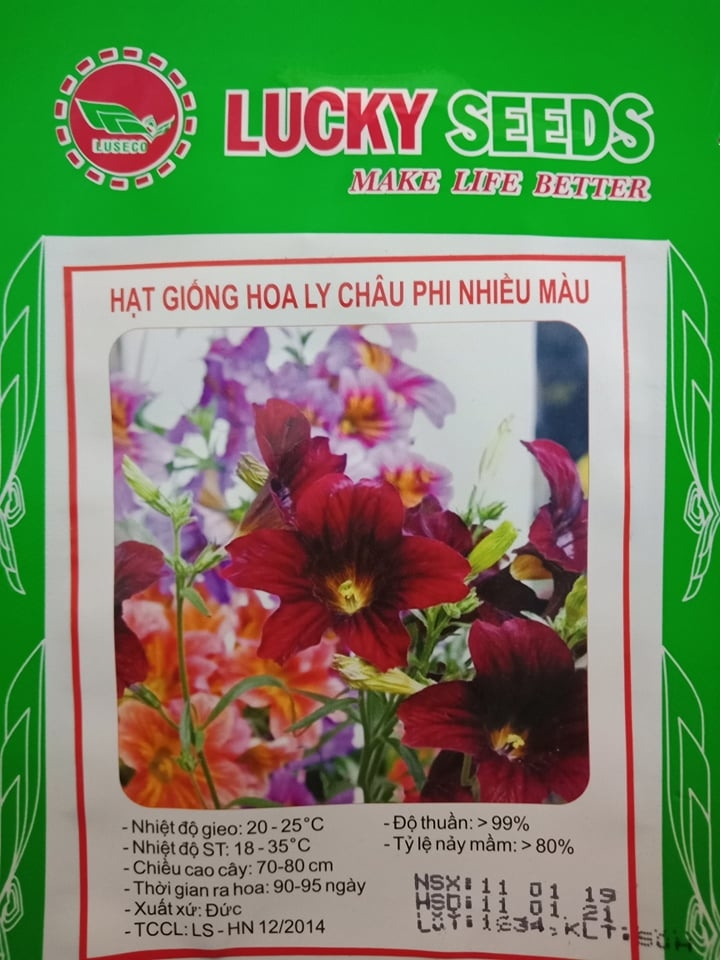 LUSECO
LUCKY SEEDS
MAKE LIFE BETTER
HẠT GIỐNG HOA LY CHÂU PHI NHIỀU MÀU
- Nhiệt độ gieo: 20 - 25°C
- Nhiệt độ ST: 18 - 35°C
- Chiều cao cây: 70-80 cm
- Thời gian ra hoa: 90-95 ngày
- Xuất xứ: Đức
- TCCL: LS - HN 12/2014
- Độ thuần: > 99%
- Tỷ lệ nảy mầm: > 80%
NSX:11 01 19
HSD:11 01 21
KLT:50H